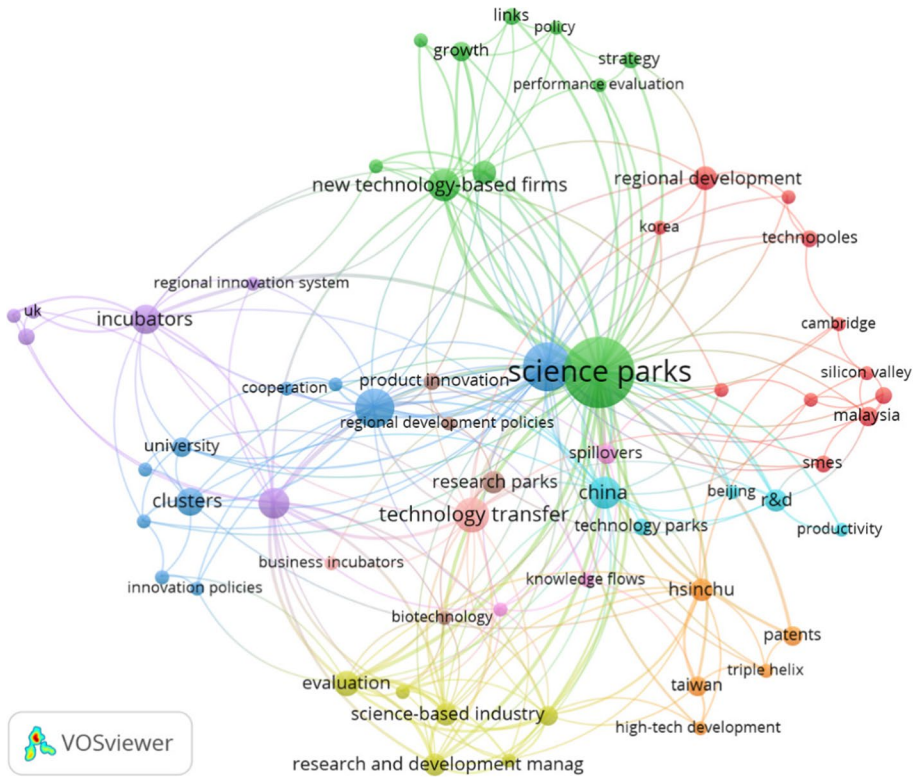 links
policy
growth
strategy
performance evaluation
new technology-based firms
regional development
korea
technopoles
regional innovation system
uk
incubators
cambridge
science parks
silicon valley
product innovation
cooperation
malaysia
regional development policies
university
spillovers
smes
research parks
china
beijing
r&d
clusters
technology transfer
technology parks
productivity
business incubators
knowledge flows
innovation policies
hsinchu
biotechnology
patents
triple helix
evaluation
taiwan
science-based industry
high-tech development
VOSviewer
research and development manag